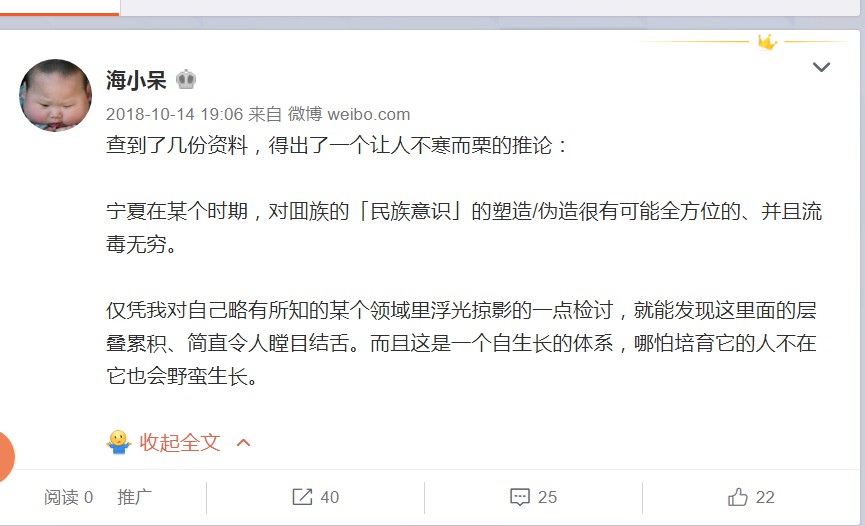 海小呆
2018-10-14 19:06 来自 微博 weibo.com
查到了几份资料，得出了一个让人不寒而栗的推论：
宁夏在某个时期，对囬族的「民族意识」的塑造/伪造很有可能全方位的、并且流
毒无穷。
仅凭我对自己略有所知的某个领域里浮光掠影的一点检讨，就能发现这里面的层
叠累积、简直令人瞠目结舌。而且这是一个自生长的体系，哪怕培育它的人不在
它也会野蛮生长。
收起全文
阅读 0 推广 40 25 22